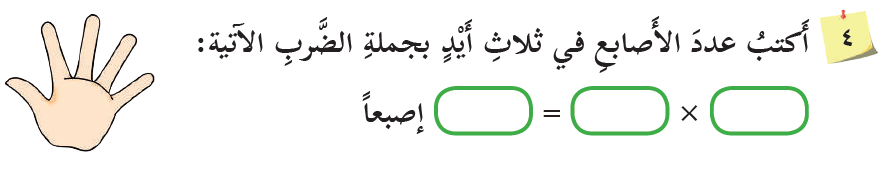 ٤ أَكتبُ عددَ الأَصابعِ في ثلاثِ أَيْدٍ بجملةِ الضَّربِ الآتية:
× = إصبعاً